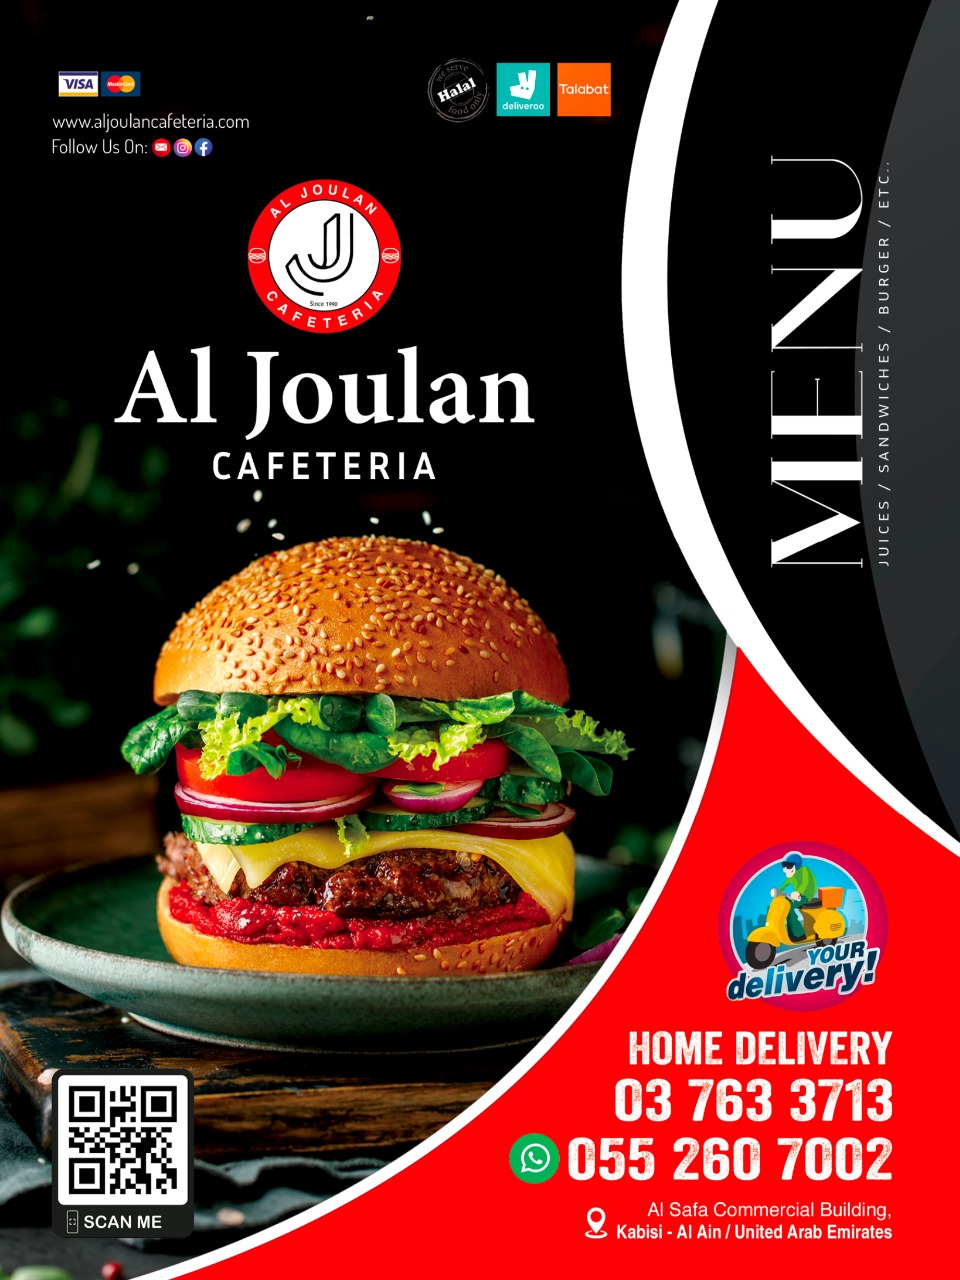 VISA MasterCard
www.aljoulancafeteria.com
Follow Us On:
we serve
Halal
food only
deliveroo
Talabat
AL JOULAN
Since 1990
CAFETERIA
Al Joulan
CAFETERIA
MENU
JUICES / SANDWICHES / BURGER / ETC..
YOUR
delivery!
HOME DELIVERY
03 763 3713
055 260 7002
Al Safa Commercial Building,
Kabisi - Al Ain / United Arab Emirates
SCAN ME